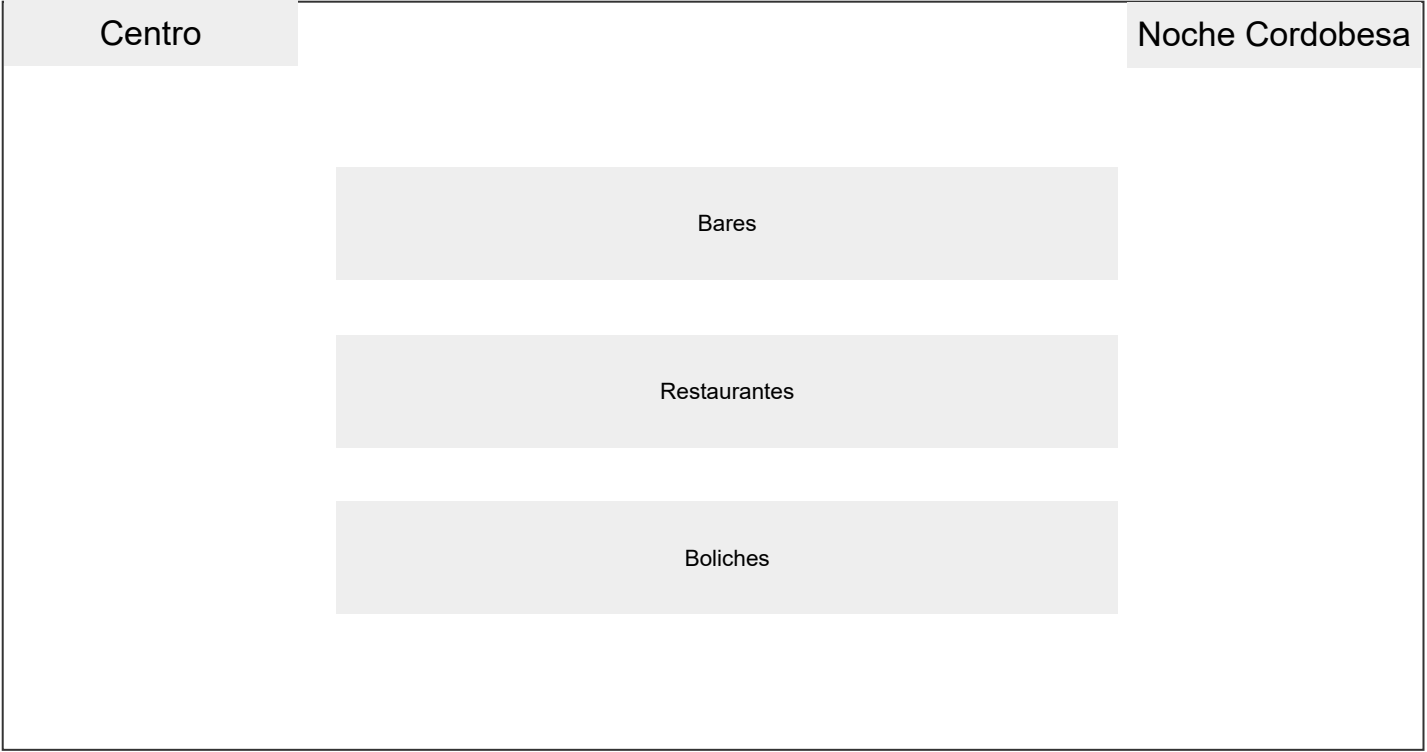 Centro
Noche Cordobesa
Bares
Restaurantes
Boliches